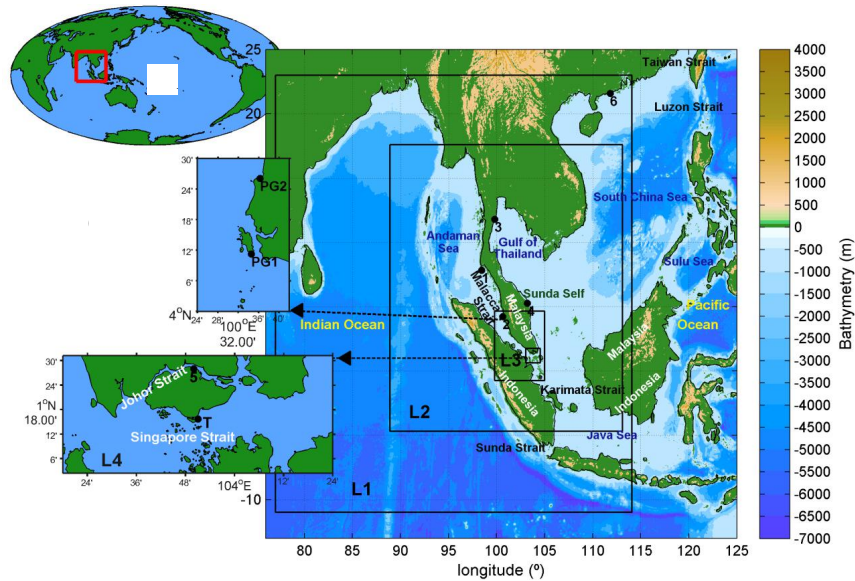 25
20
-10
80
85
90
95
100
105
110
115
120
125
longitude (º)
Taiwan Strait
6
Luzon Strait
South China Sea
3
Andaman
Sea
Gulf of
Thailand
Sulu Sea
1
Malacca
Strait
Sunda Self
4
2
Malaysia
Pacific
Ocean
Indian Ocean
Malaysia
L3
Indonesia
Karimata Strait
Indonesia
L2
Java Sea
Sunda Strait
L1
30'
24'
18'
12'
6'
4°N
24'
28'
32'
36'
40'
100°E
32.00'
PG2
PG1
30'
24'
1°N
18.00'
12'
6'
24'
36'
48'
104°E
12'
24'
Johor Strait
5
T
Singapore Strait
L4
4000
3500
3000
2500
2000
1500
1000
500
0
-500
-1000
-1500
-2000
-2500
-3000
-3500
-4000
-4500
-5000
-5500
-6000
-6500
-7000
Bathymetry (m)